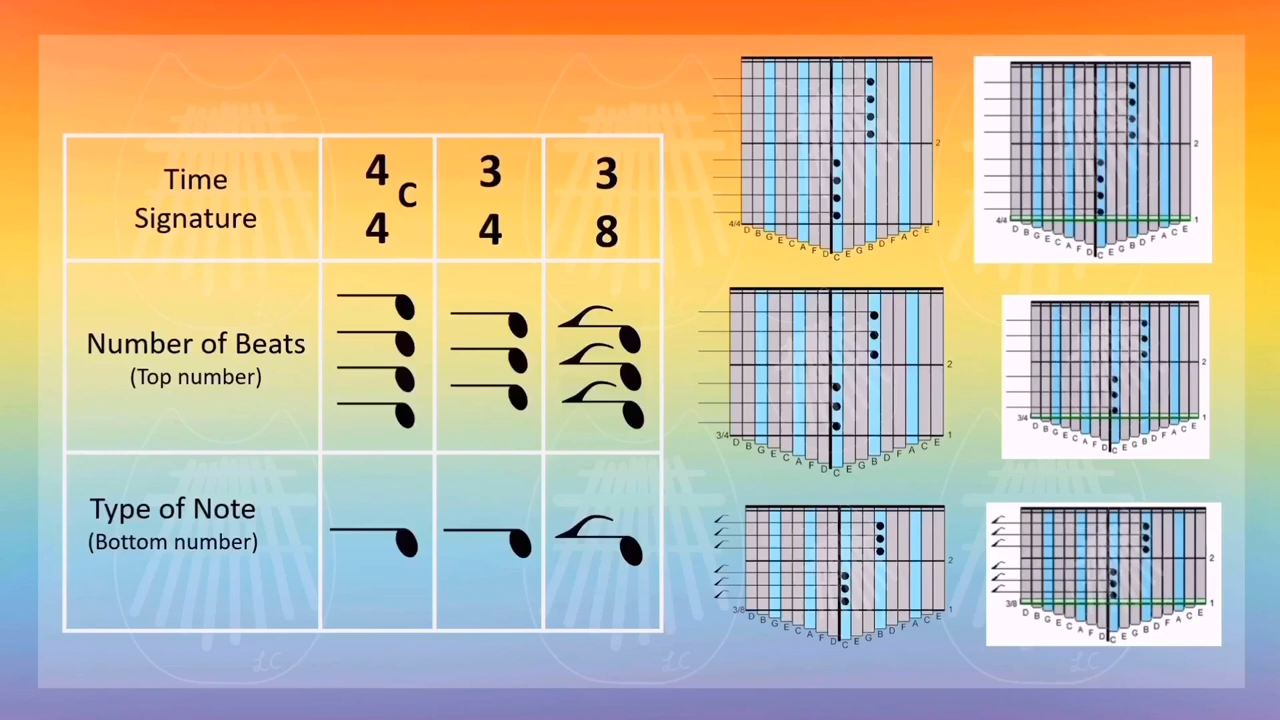 Time
Signature
4
4
C
3
4
3
8
Number of Beats
(Top number)
Type of Note
(Bottom number)
2
4/4 1
D B G E C A F D C E G B D F A C E
2
4/4 1
D B G E C A F D C E G B D F A C E
2
3/4 1
D B G E C A F D C E G B D F A C E
2
3/4 1
D B G E C A F D C E G B D F A C E
2
3/8 1
D B G E C A F D C E G B D F A C E
2
3/8 1
D B G E C A F D C E G B D F A C E
LC
LC